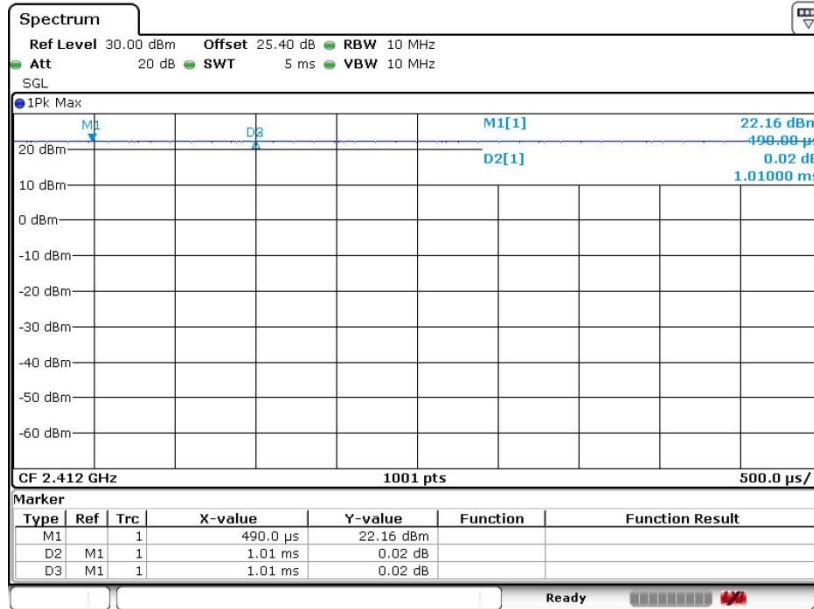 Spectrum
Ref Level 30.00 dBm Offset 25.40 dB RBW 10 MHz
Att 20 dB SWT 5 ms VBW 10 MHz
SGL
1Pk Max
M1[1] 22.16 dBm
490.00 µs
D2[1] 0.02 dB
1.01000 ms
M1
20 dBm
10 dBm
0 dBm
-10 dBm
-20 dBm
-30 dBm
-40 dBm
-50 dBm
-60 dBm
CF 2.412 GHz 1001 pts 500.0 µs/
Marker
Type Ref Trc X-value Y-value Function Function Result
M1 1 490.0 µs 22.16 dBm
D2 M1 1 1.01 ms 0.02 dB
D3 M1 1 1.01 ms 0.02 dB
Ready